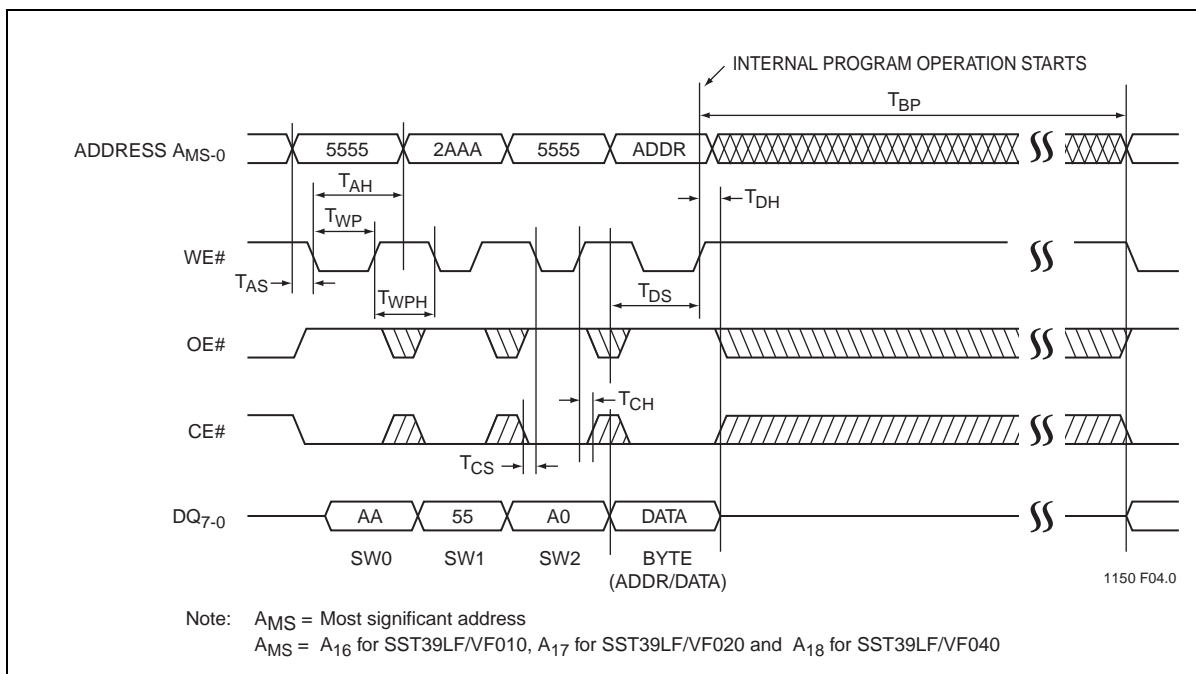 INTERNAL PROGRAM OPERATION STARTS
TBP
ADDRESS AMS-0
5555
2AAA
5555
ADDR
TAH
TDH
TWP
WE#
TAS
TWPH
TDS
OE#
TCH
CE#
TCS
DQ7-0
AA
55
A0
DATA
SW0
SW1
SW2
BYTE
(ADDR/DATA)
1150 F04.0
Note: AMS = Most significant address
AMS = A16 for SST39LF/VF010, A17 for SST39LF/VF020 and A18 for SST39LF/VF040